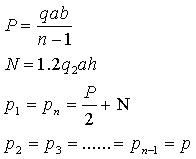 P = qab / (n − 1)
N = 1.2q₂ah
p₁ = pₙ = P/2 + N
p₂ = p₃ = …… = pₙ₋₁ = p